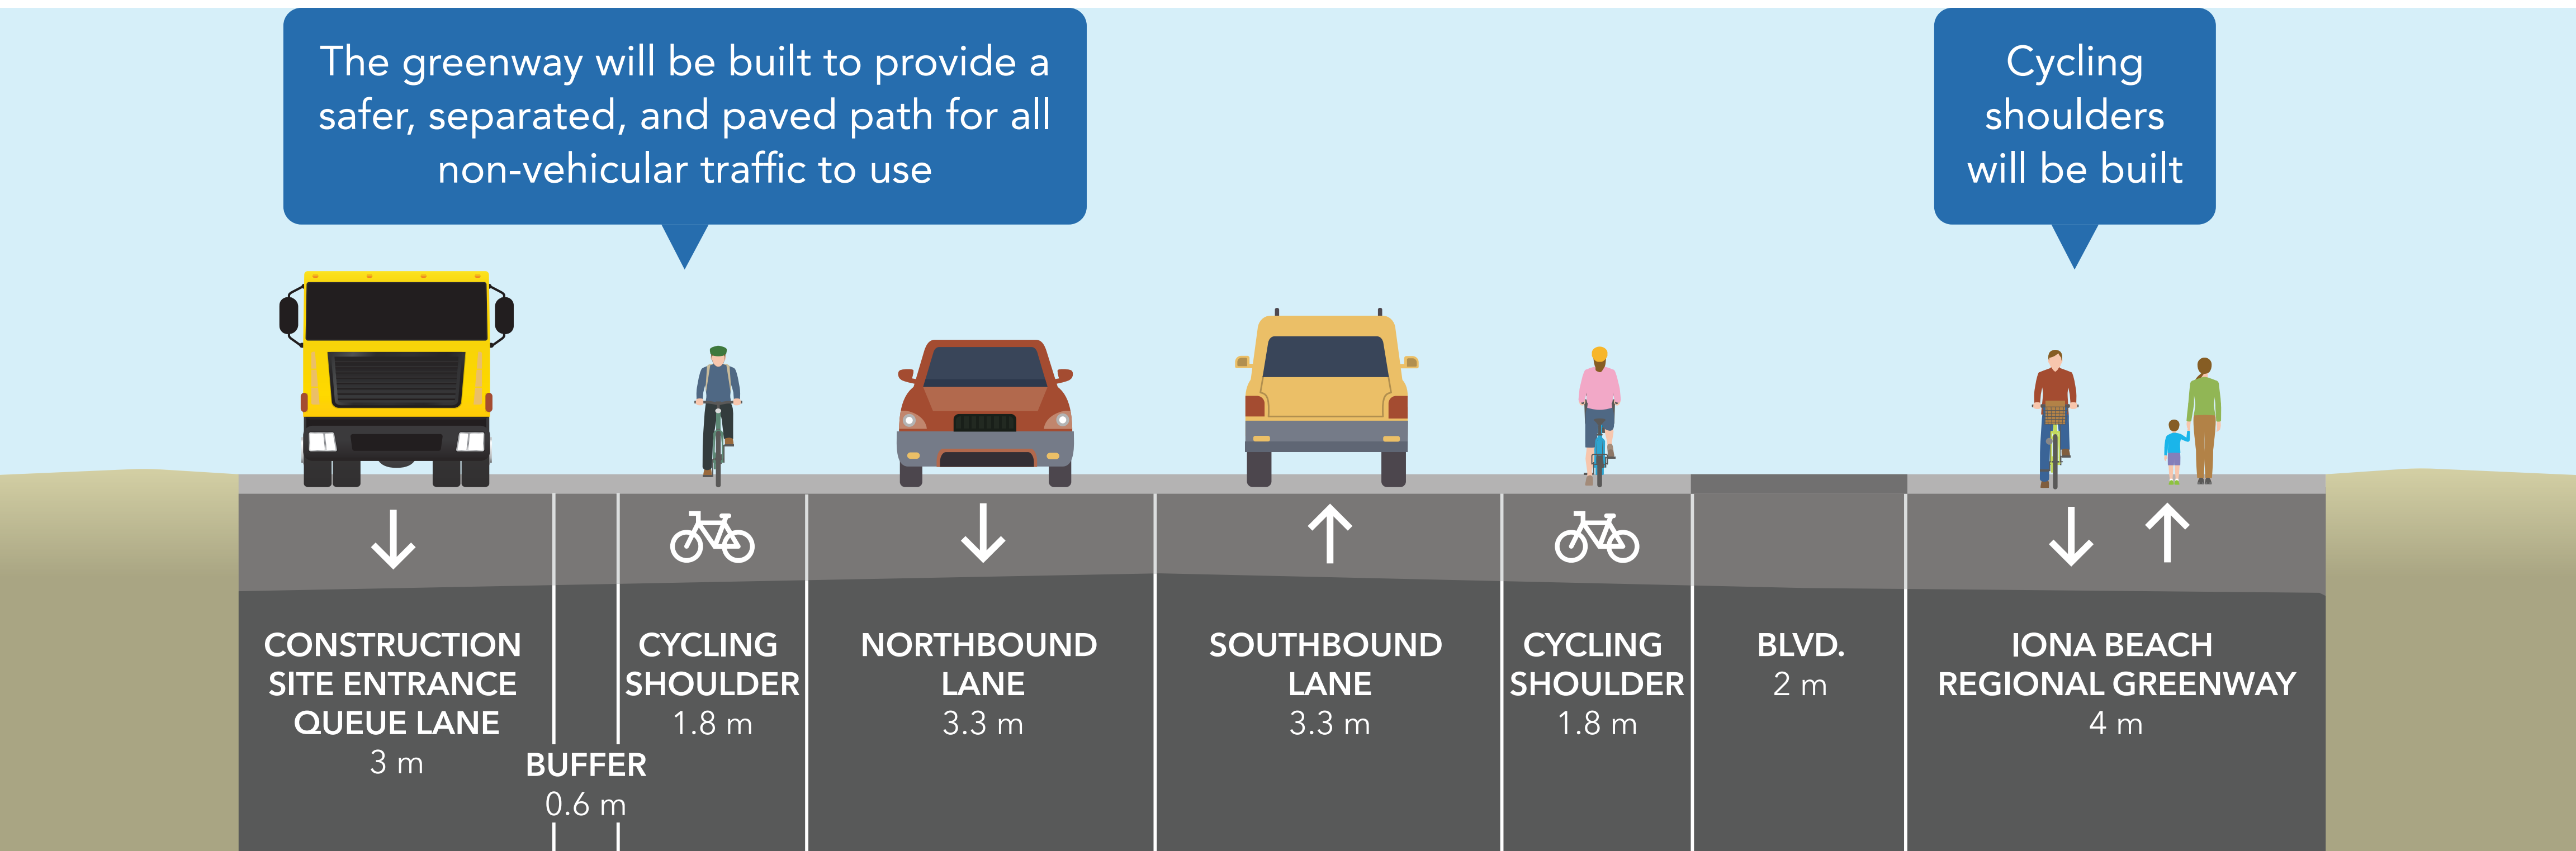 The greenway will be built to provide a
safer, separated, and paved path for all
non-vehicular traffic to use
Cycling
shoulders
will be built
CONSTRUCTION
SITE ENTRANCE
QUEUE LANE
3 m
BUFFER
0.6 m
CYCLING
SHOULDER
1.8 m
NORTHBOUND
LANE
3.3 m
SOUTHBOUND
LANE
3.3 m
CYCLING
SHOULDER
1.8 m
BLVD.
2 m
IONA BEACH
REGIONAL GREENWAY
4 m